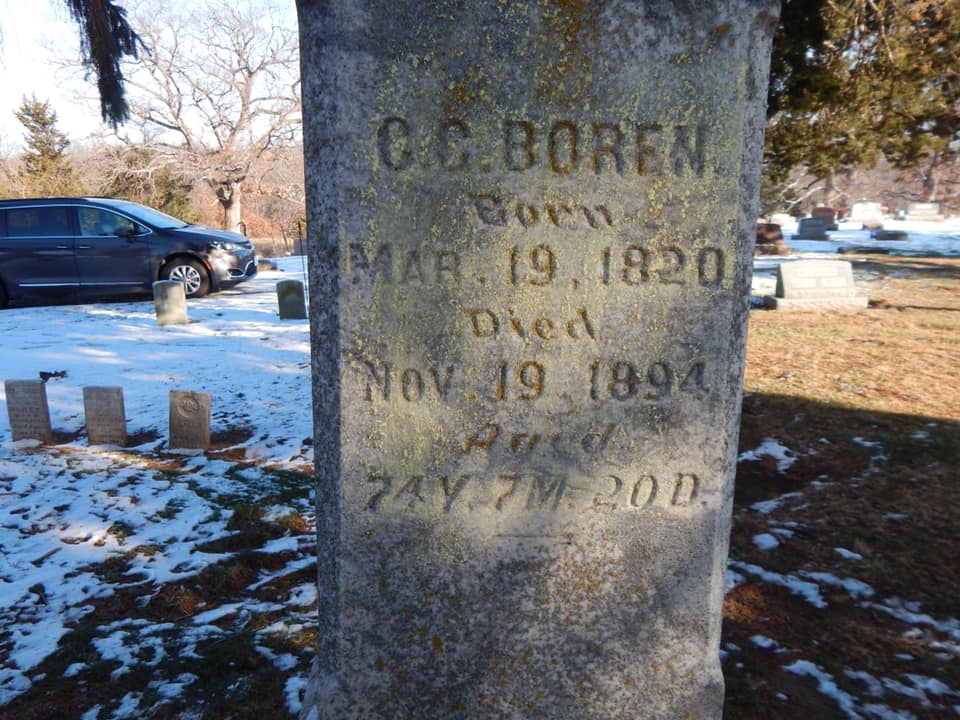 C.C. BOREN
Born
MAR. 19, 1820
Died
NOV. 19, 1894
Aged
74Y. 7M. 20D.